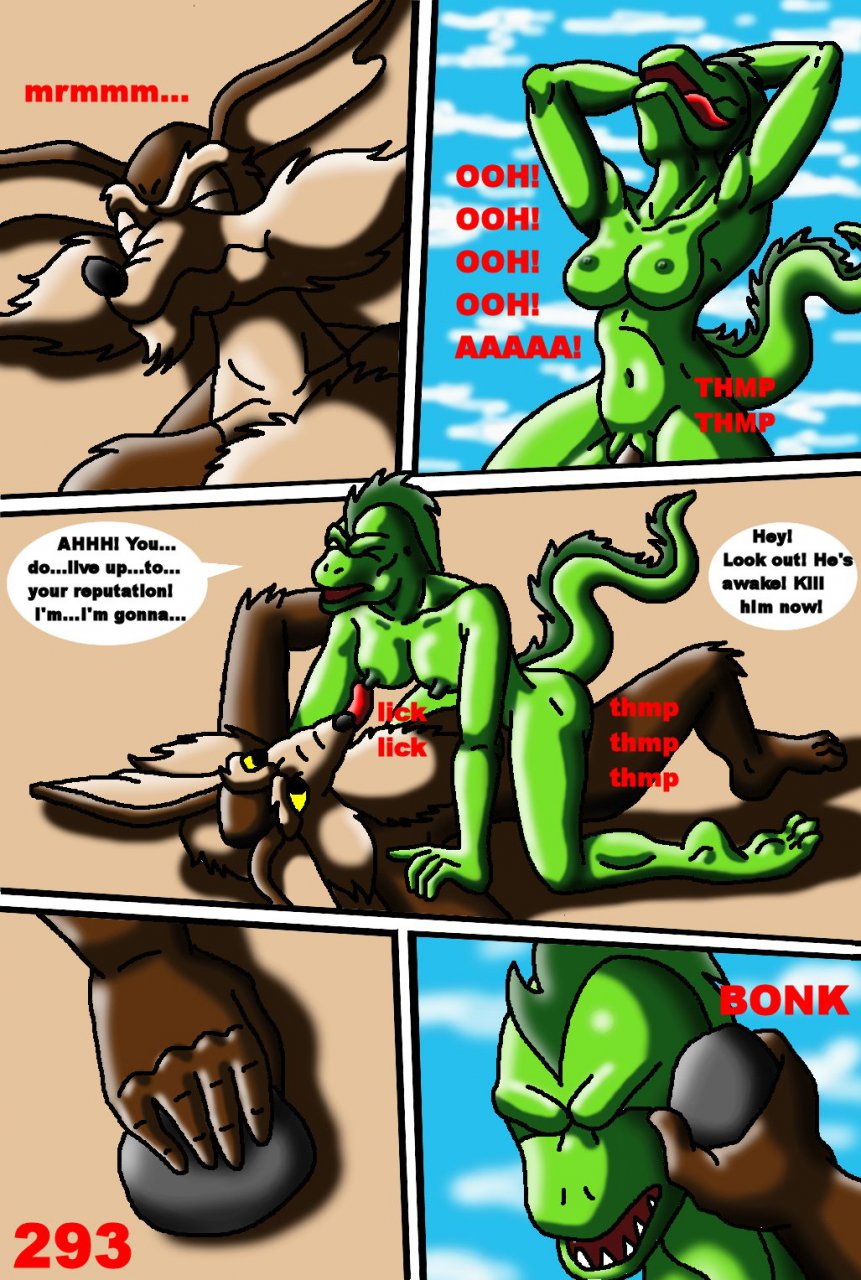 mrmmm...
OOH!
OOH!
OOH!
OOH!
AAAAA!
THMP
THMP
AHHH! You...
do...live up...to...
your reputation!
I'm...I'm gonna...
Hey!
Look out! He's
awake! Kill
him now!
lick
lick
thmp
thmp
thmp
293
BONK